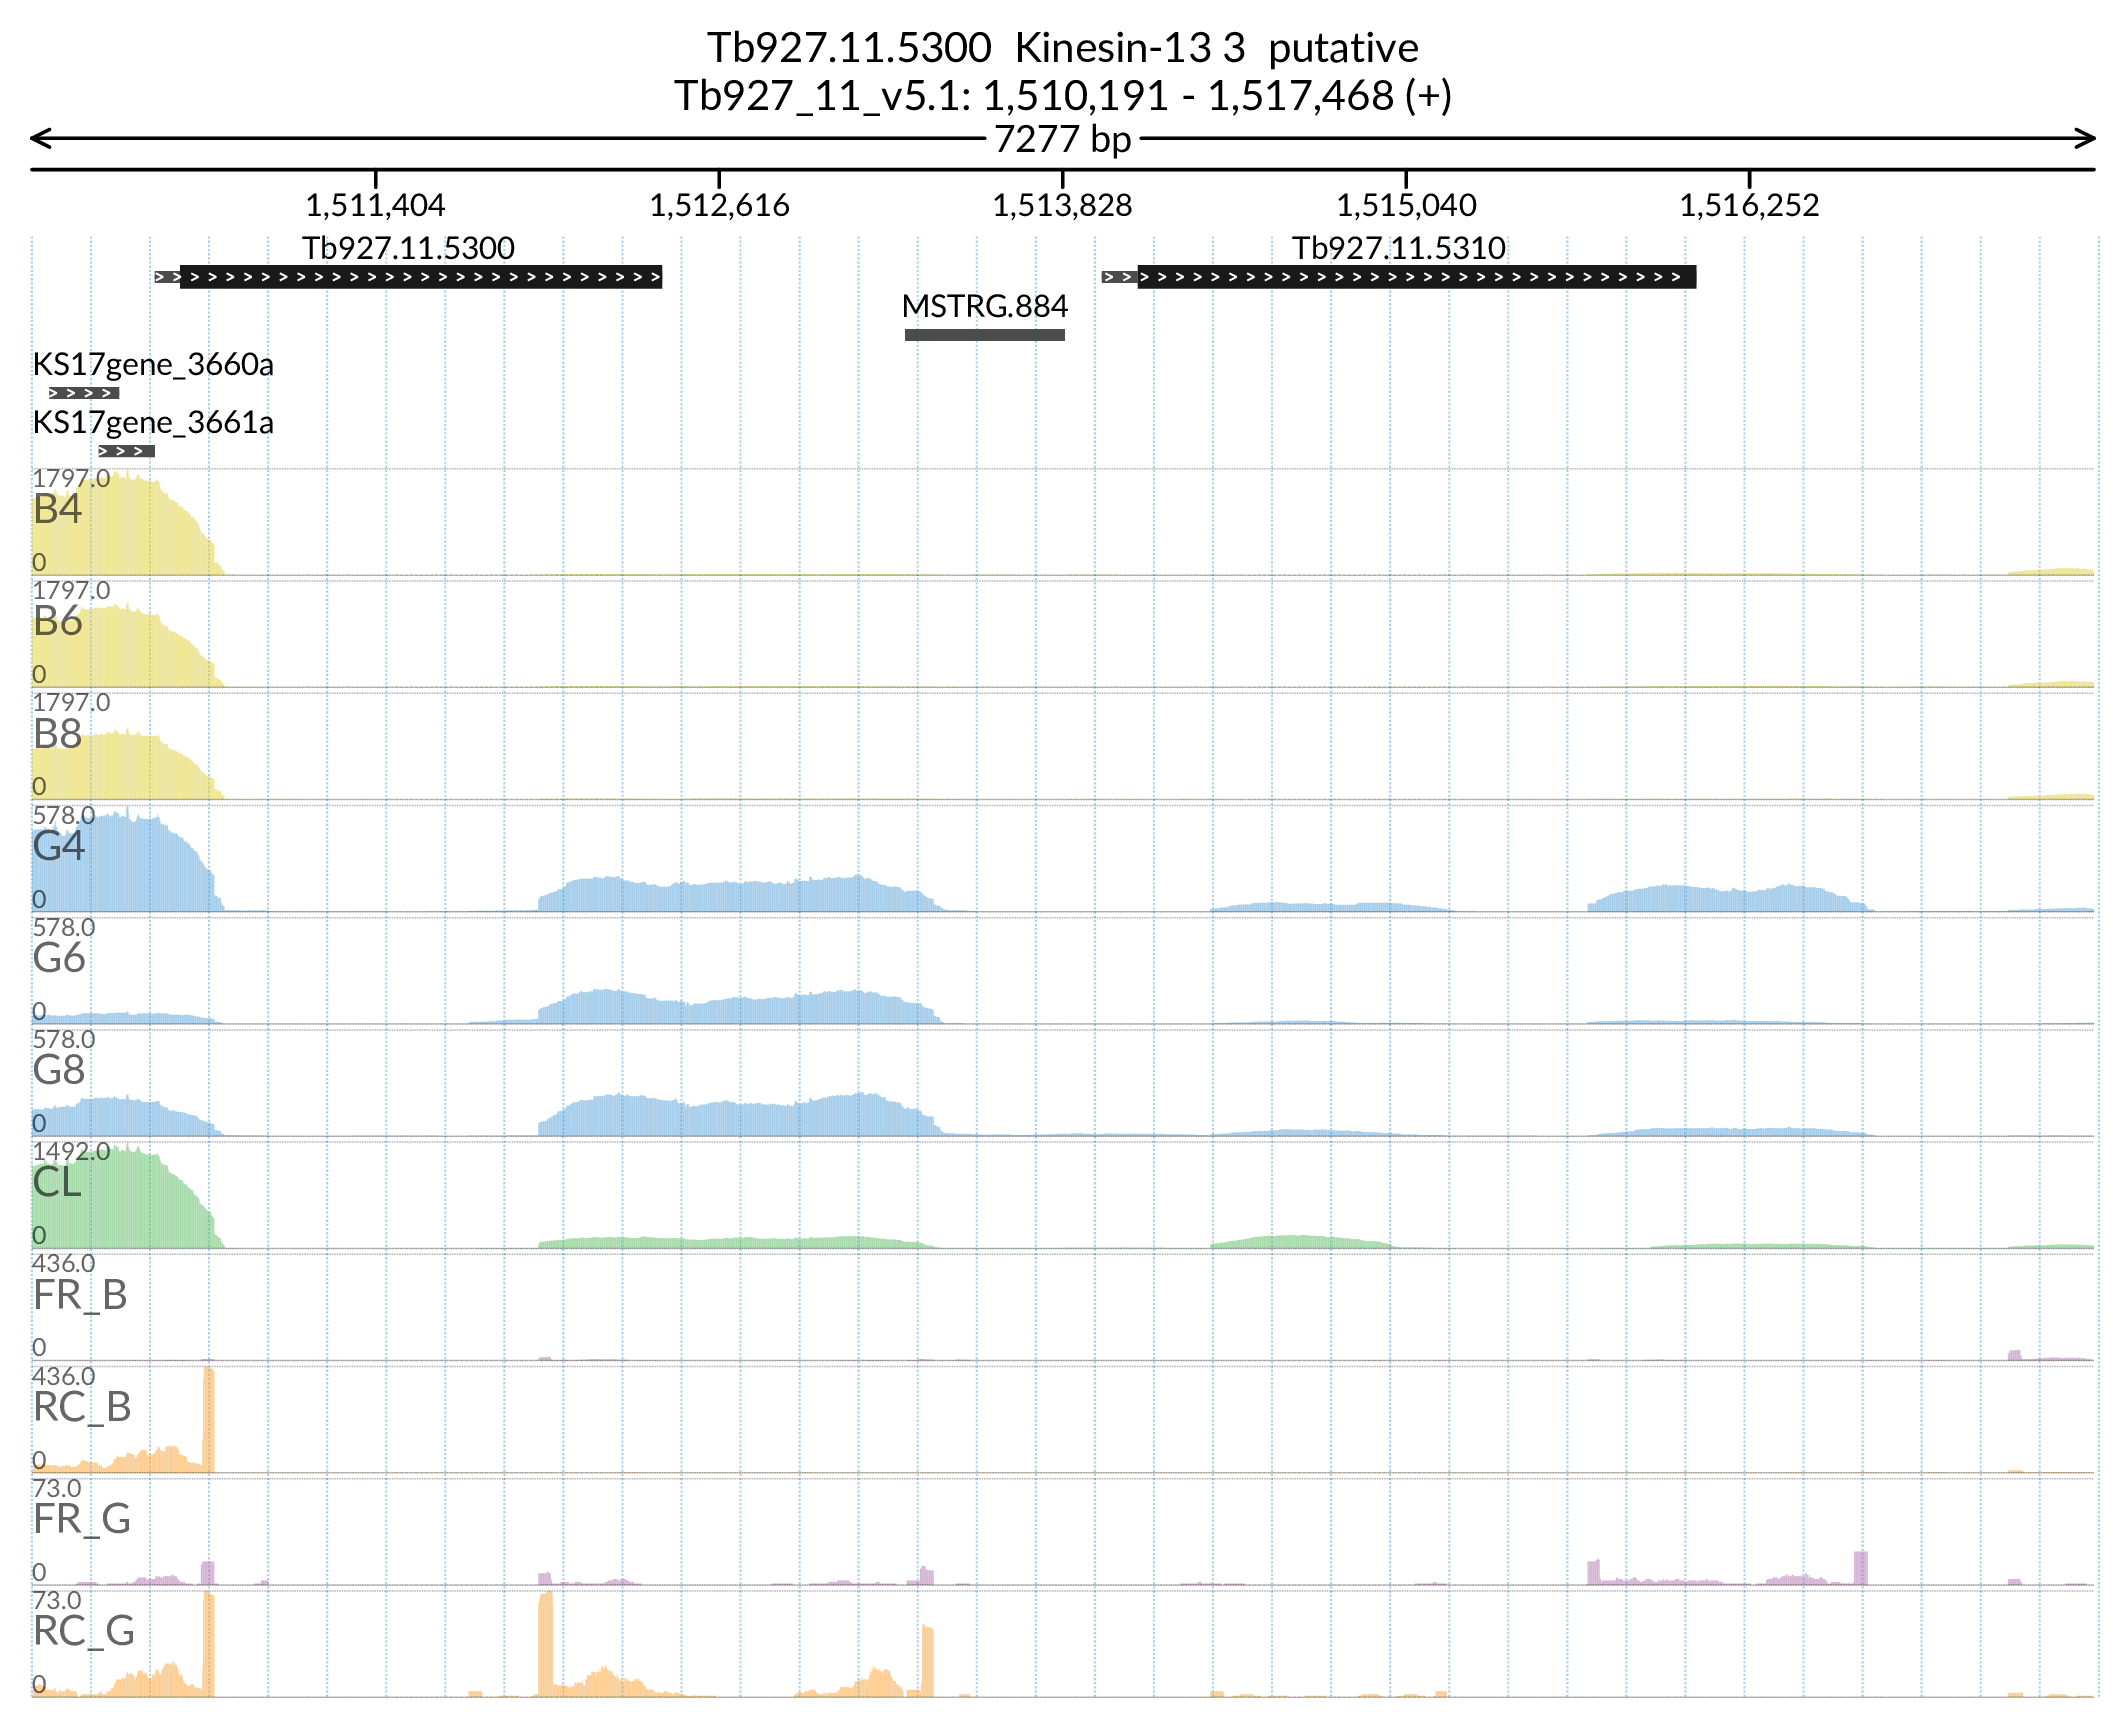 Tb927.11.5300 Kinesin-13 3 putative
Tb927_11_v5.1: 1,510,191 - 1,517,468 (+)
7277 bp
1,511,404 1,512,616 1,513,828 1,515,040 1,516,252
Tb927.11.5300 Tb927.11.5310
MSTRG.884
KS17gene_3660a
KS17gene_3661a
1797.0
B4
0
1797.0
B6
0
1797.0
B8
0
578.0
G4
0
578.0
G6
0
578.0
G8
0
1492.0
CL
0
436.0
FR_B
0
436.0
RC_B
0
73.0
FR_G
0
73.0
RC_G
0